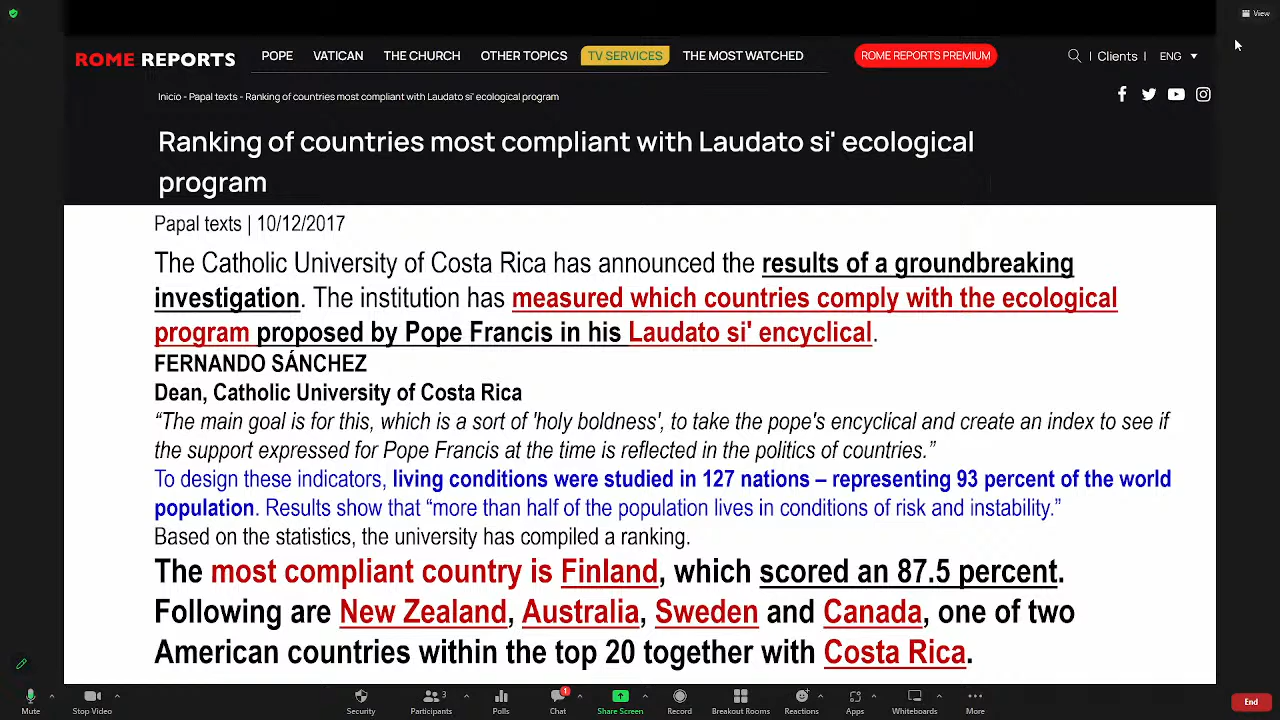 View
ROME REPORTS POPE VATICAN THE CHURCH OTHER TOPICS TV SERVICES THE MOST WATCHED ROME REPORTS PREMIUM | Clients | ENG
Inicio - Papal texts - Ranking of countries most compliant with Laudato si' ecological program
Ranking of countries most compliant with Laudato si' ecological
program
Papal texts | 10/12/2017
The Catholic University of Costa Rica has announced the results of a groundbreaking
investigation. The institution has measured which countries comply with the ecological
program proposed by Pope Francis in his Laudato si' encyclical.
FERNANDO SÁNCHEZ
Dean, Catholic University of Costa Rica
“The main goal is for this, which is a sort of 'holy boldness', to take the pope's encyclical and create an index to see if
the support expressed for Pope Francis at the time is reflected in the politics of countries.”
To design these indicators, living conditions were studied in 127 nations – representing 93 percent of the world
population. Results show that “more than half of the population lives in conditions of risk and instability.”
Based on the statistics, the university has compiled a ranking.
The most compliant country is Finland, which scored an 87.5 percent.
Following are New Zealand, Australia, Sweden and Canada, one of two
American countries within the top 20 together with Costa Rica.
3 1
Mute Stop Video Security Participants Polls Chat Share Screen Record Breakout Rooms Reactions Apps Whiteboards More End